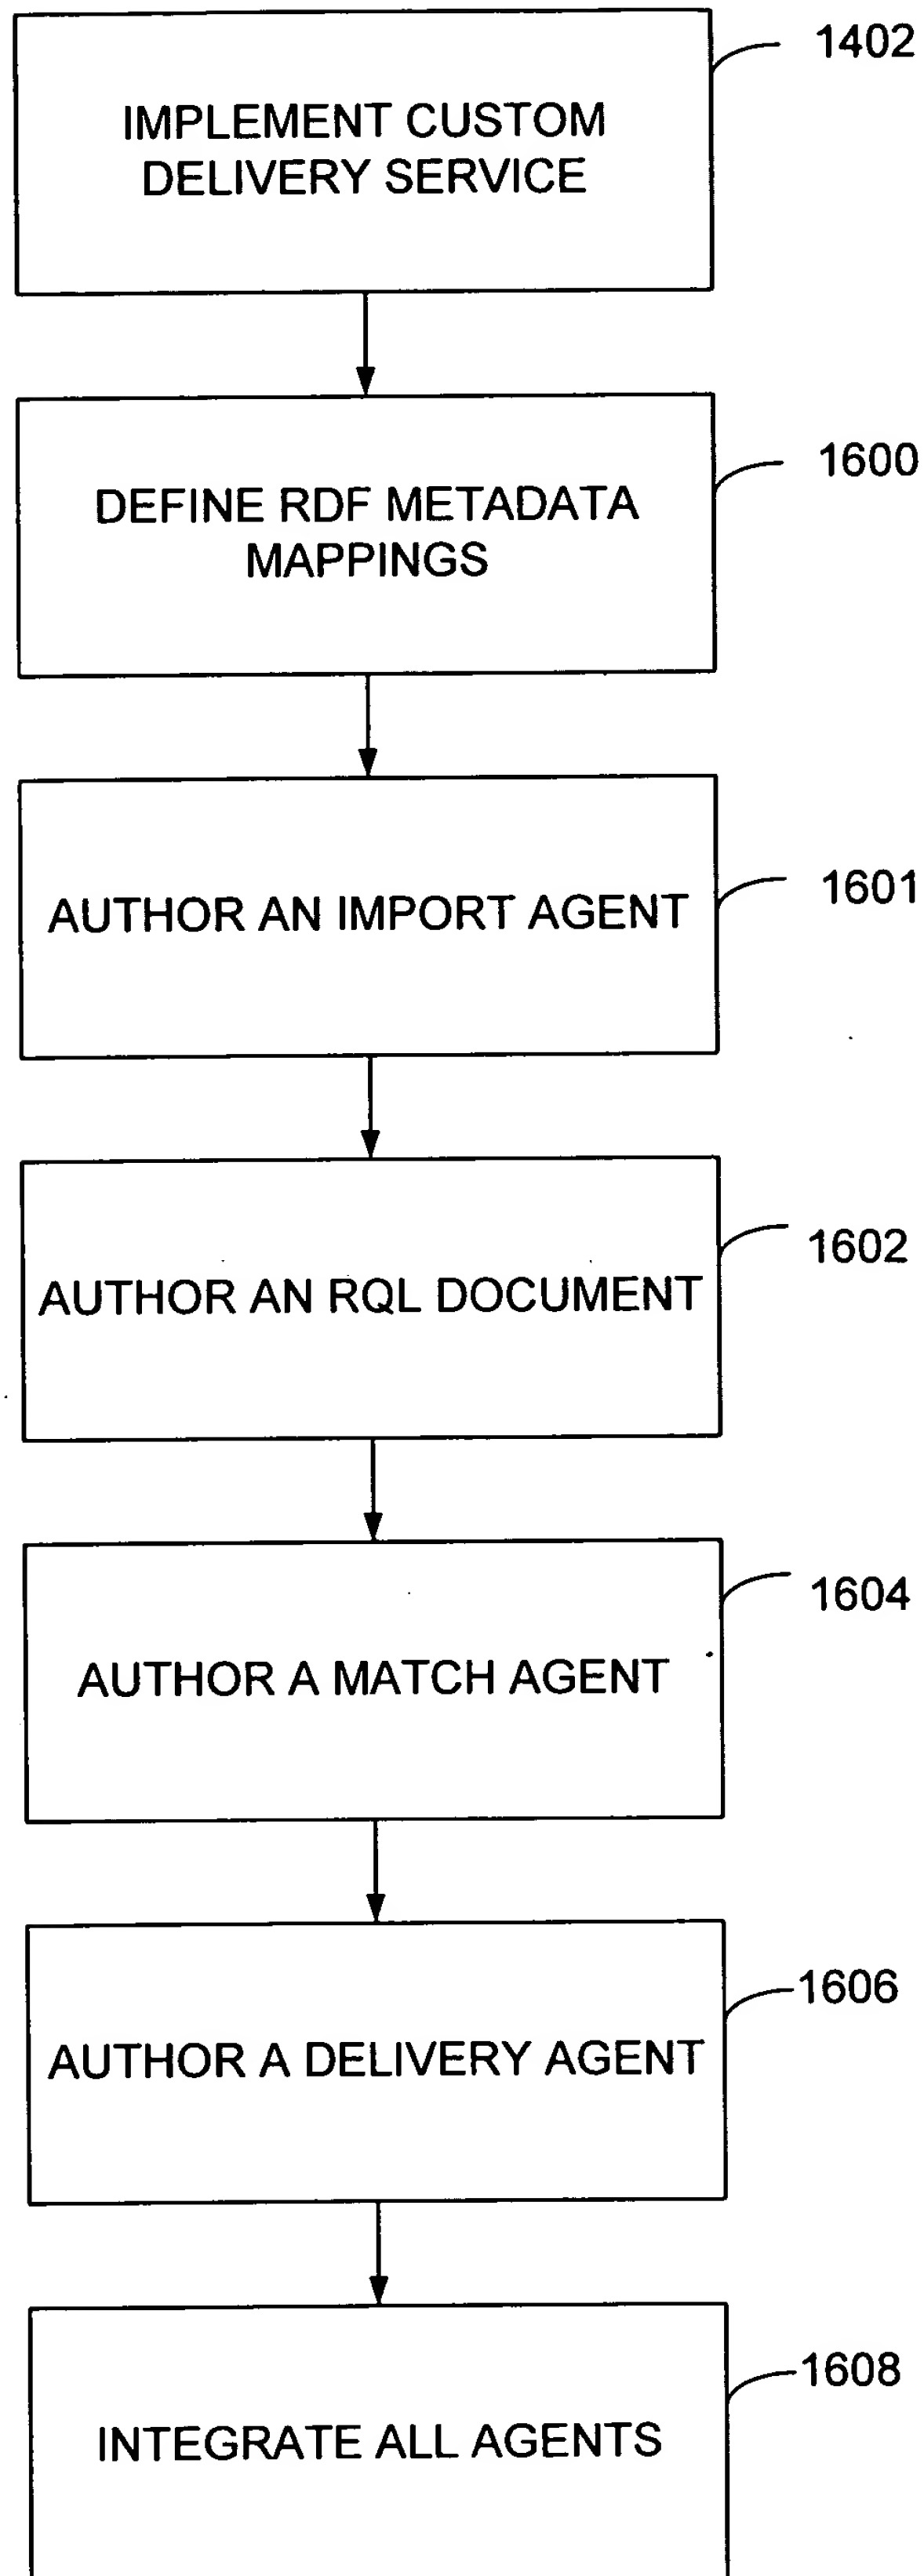 1402
IMPLEMENT CUSTOM
DELIVERY SERVICE
1600
DEFINE RDF METADATA
MAPPINGS
1601
AUTHOR AN IMPORT AGENT
1602
AUTHOR AN RQL DOCUMENT
1604
AUTHOR A MATCH AGENT
1606
AUTHOR A DELIVERY AGENT
1608
INTEGRATE ALL AGENTS